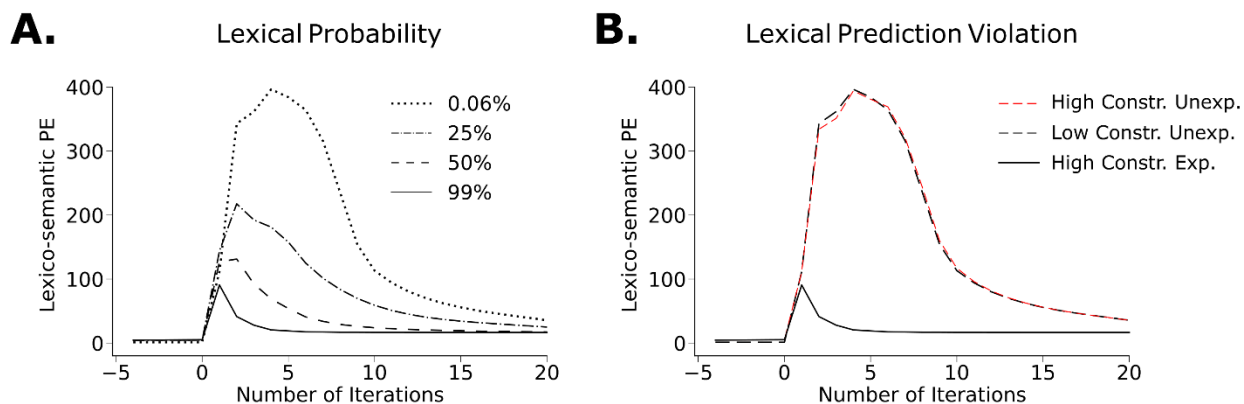 A.
Lexical Probability
Lexico-semantic PE
400
300
200
100
0
0.06%
25%
50%
99%
−5
0
5
10
15
20
Number of Iterations
B.
Lexical Prediction Violation
Lexico-semantic PE
400
300
200
100
0
High Constr. Unexp.
Low Constr. Unexp.
High Constr. Exp.
−5
0
5
10
15
20
Number of Iterations